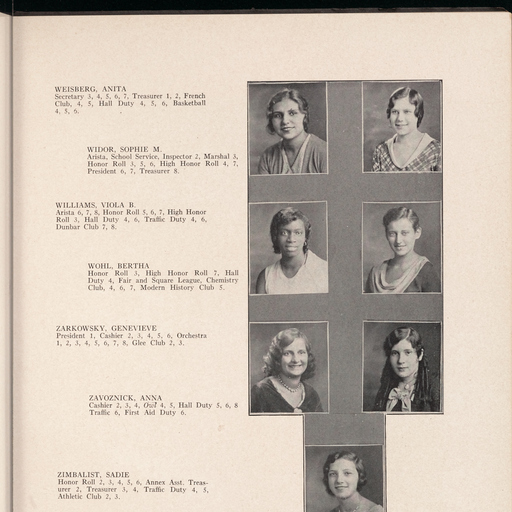 WEISBERG, ANITA
Secretary 3, 4, 5, 6, 7, Treasurer 1, 2, French
Club, 4, 5, Hall Duty 4, 5, 6, Basketball
4, 5, 6.
WIDOR, SOPHIE M.
Arista, School Service, Inspector 2, Marshal 3,
Honor Roll 3, 5, 6, High Honor Roll 4, 7,
President 6, 7, Treasurer 8.
WILLIAMS, VIOLA B.
Arista 6, 7, 8, Honor Roll 5, 6, 7, High Honor
Roll 3, Hall Duty 4, 6, Traffic Duty 4, 6,
Dunbar Club 7, 8.
WOHL, BERTHA
Honor Roll 3, High Honor Roll 7, Hall
Duty 4, Fair and Square League, Chemistry
Club, 4, 6, 7, Modern History Club 5.
ZARKOWSKY, GENEVIEVE
President 1, Cashier 2, 3, 4, 5, 6, Orchestra
1, 2, 3, 4, 5, 6, 7, 8, Glee Club 2, 3.
ZAVOZNICK, ANNA
Cashier 2, 3, 4, Owl 4, 5, Hall Duty 5, 6, 8
Traffic 6, First Aid Duty 6.
ZIMBALIST, SADIE
Honor Roll 2, 3, 4, 5, 6, Annex Asst. Treas-
urer 2, Treasurer 3, 4, Traffic Duty 4, 5,
Athletic Club 2, 3.